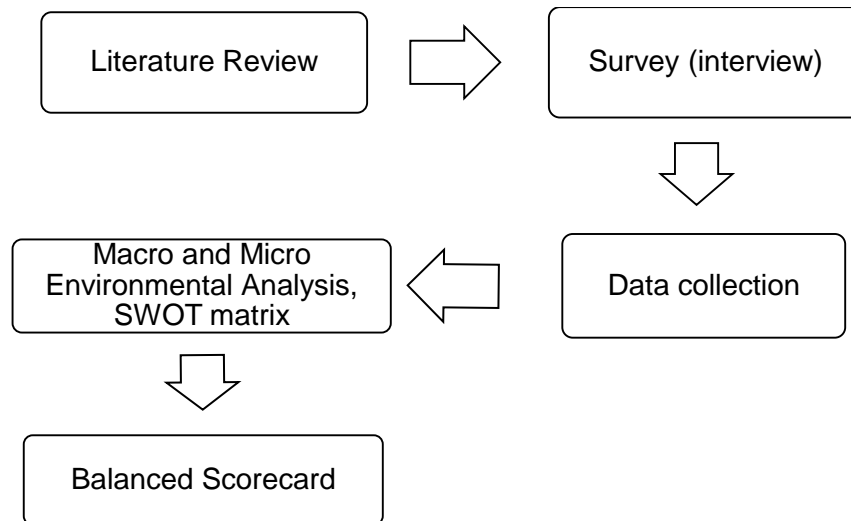 Literature Review
Survey (interview)
Data collection
Macro and Micro
Environmental Analysis,
SWOT matrix
Balanced Scorecard